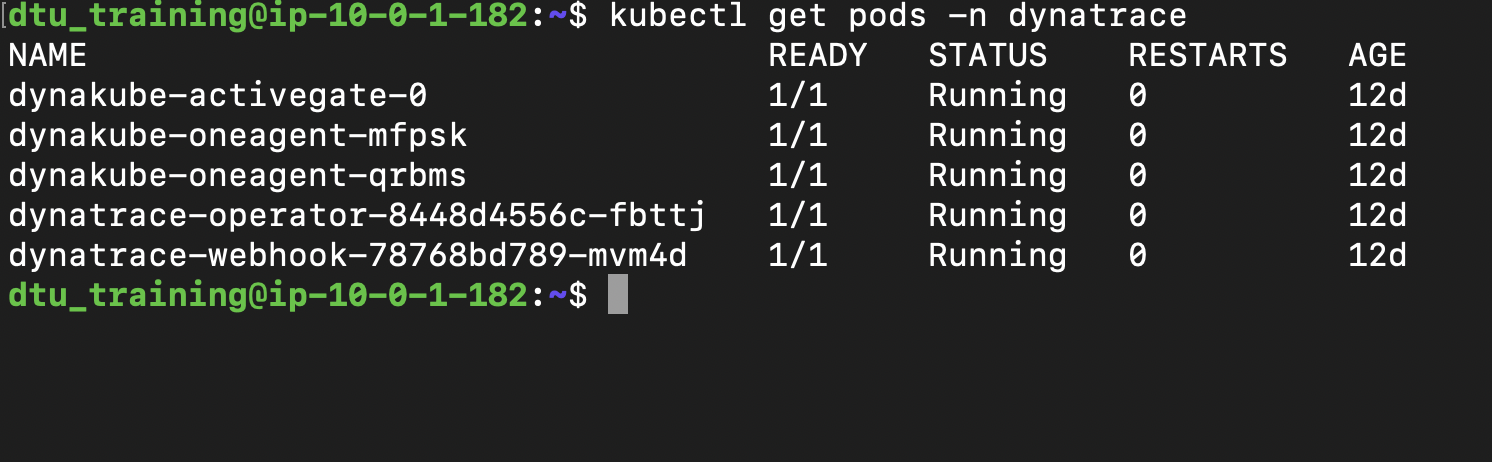 [dtu_training@ip-10-0-1-182:~$ kubectl get pods -n dynatrace
NAME READY STATUS RESTARTS AGE
dynakube-activegate-0 1/1 Running 0 12d
dynakube-oneagent-mfpsk 1/1 Running 0 12d
dynakube-oneagent-qrbms 1/1 Running 0 12d
dynatrace-operator-8448d4556c-fbttj 1/1 Running 0 12d
dynatrace-webhook-78768bd789-mvm4d 1/1 Running 0 12d
dtu_training@ip-10-0-1-182:~$